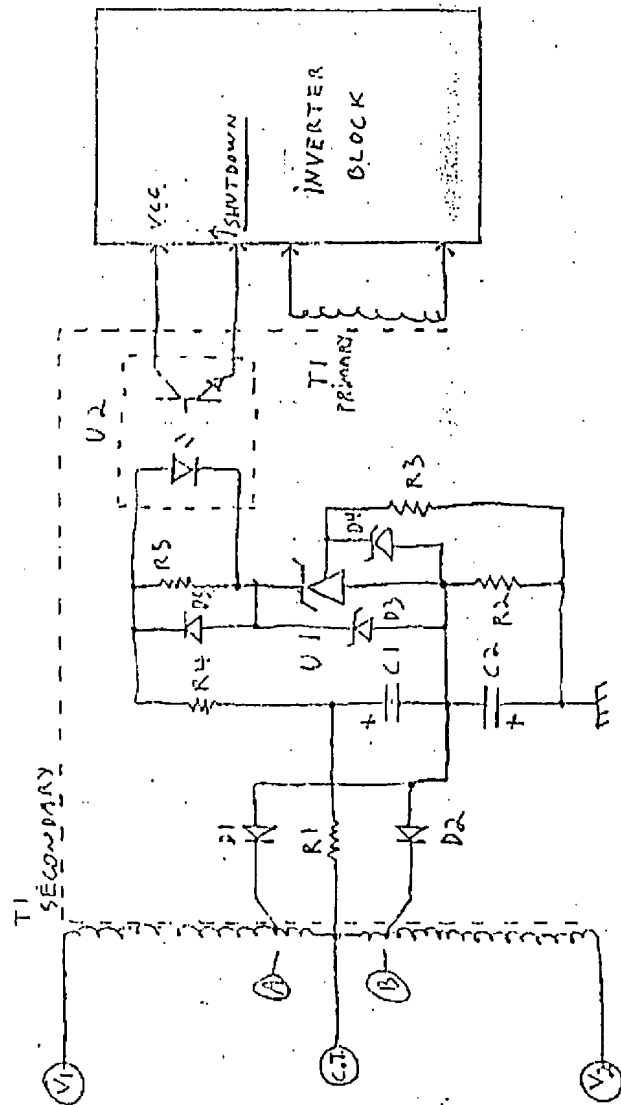 VCC
SHUTDOWN
INVERTER
BLOCK
T1
PRIMARY
U2
R5
D5
R4
U1
D4
R3
D3
R2
C1
+
C2
+
T1
SECONDARY
D1
R1
D2
A
B
V1
C.T.
V2